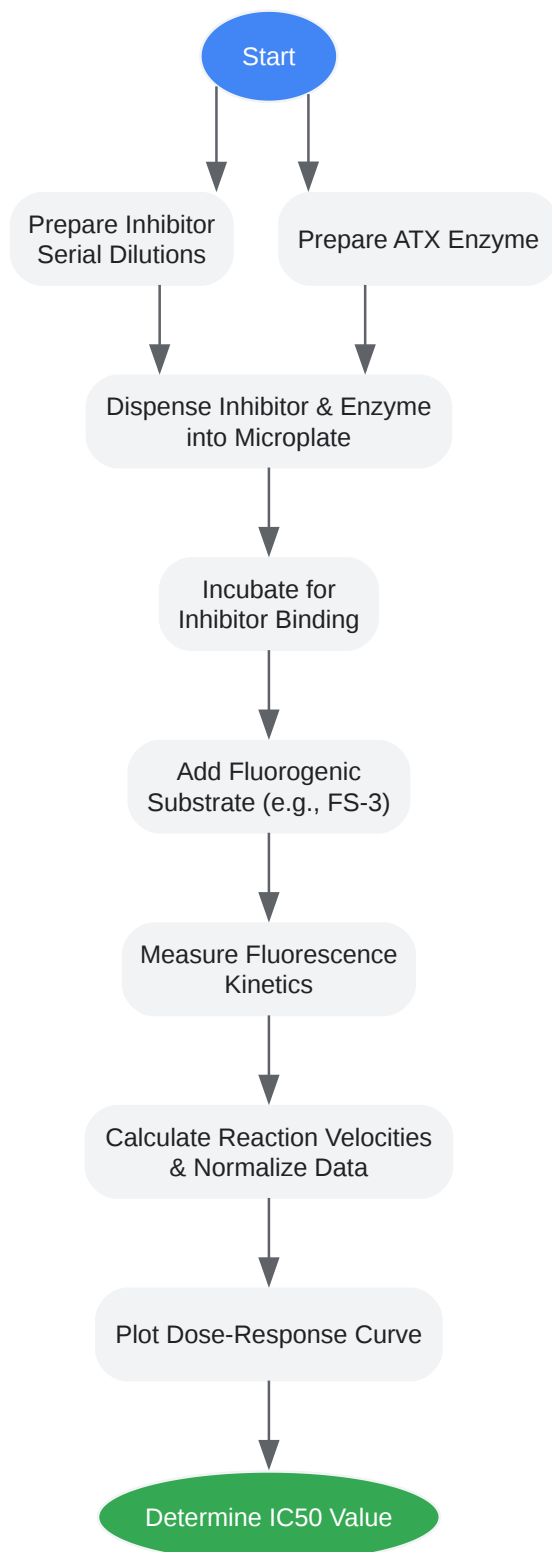 Start
Prepare Inhibitor
Serial Dilutions
Prepare ATX Enzyme
Dispense Inhibitor & Enzyme
into Microplate
Incubate for
Inhibitor Binding
Add Fluorogenic
Substrate (e.g., FS-3)
Measure Fluorescence
Kinetics
Calculate Reaction Velocities
& Normalize Data
Plot Dose-Response Curve
Determine IC50 Value